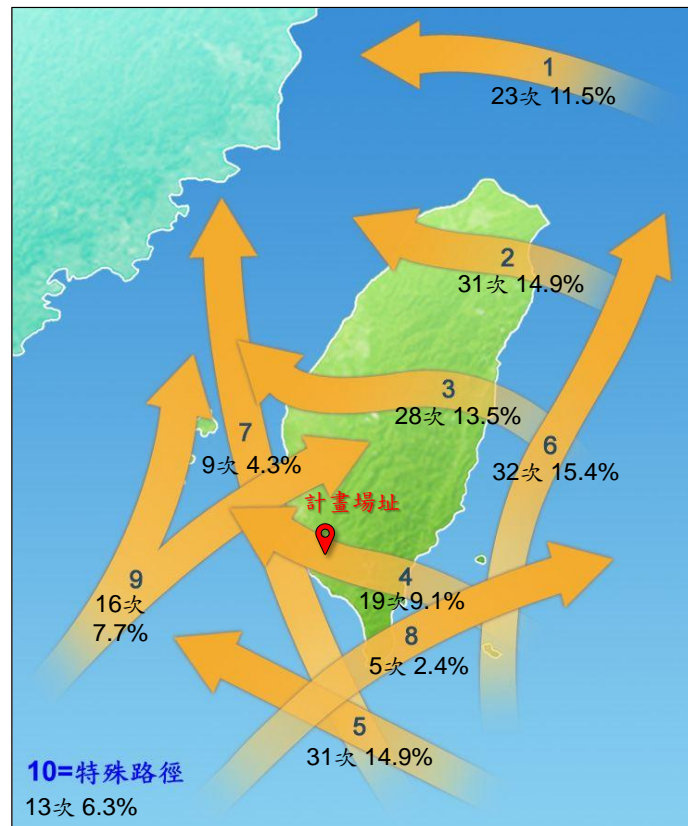 1
23次 11.5%
2
31次 14.9%
3
28次 13.5%
6
32次 15.4%
7
9次 4.3%
計畫場址
9
16次
7.7%
4
19次9.1%
8
5次 2.4%
5
31次 14.9%
10=特殊路徑
13次 6.3%